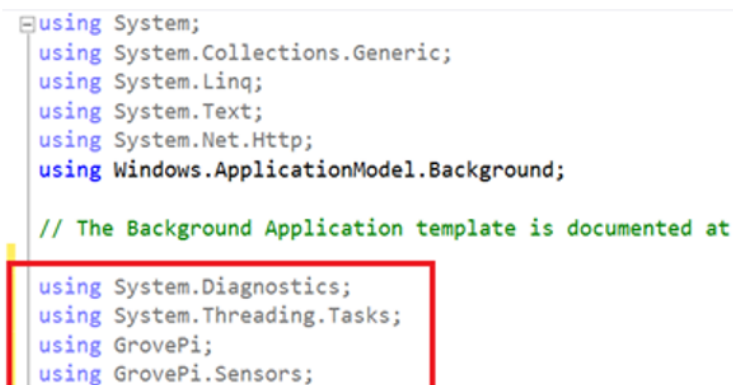 using System;
using System.Collections.Generic;
using System.Linq;
using System.Text;
using System.Net.Http;
using Windows.ApplicationModel.Background;
// The Background Application template is documented at
using System.Diagnostics;
using System.Threading.Tasks;
using GrovePi;
using GrovePi.Sensors;